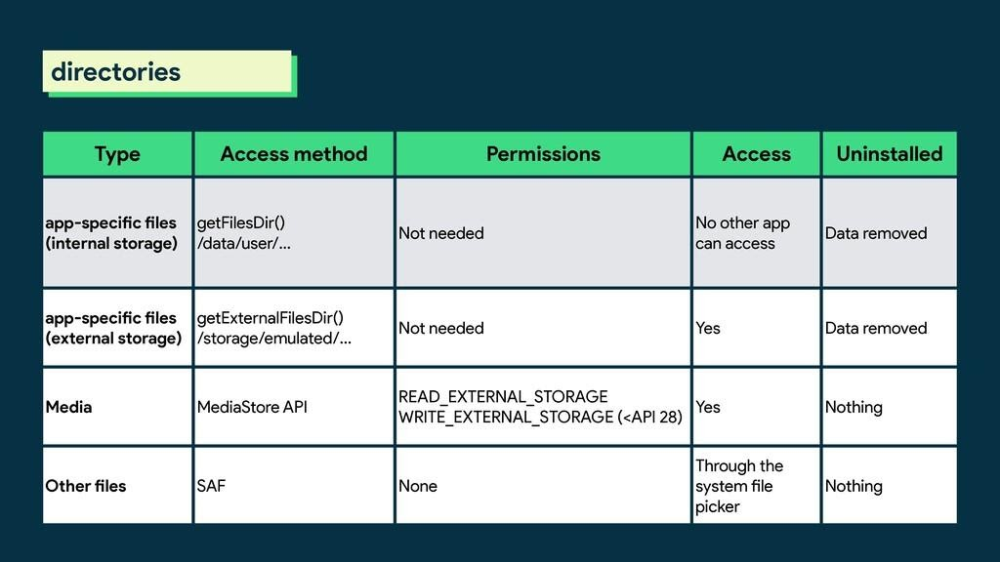 directories
Type Access method Permissions Access Uninstalled
app-specific files
(internal storage)
getFilesDir()
/data/user/...
Not needed
No other app
can access
Data removed
app-specific files
(external storage)
getExternalFilesDir()
/storage/emulated/...
Not needed
Yes
Data removed
Media
MediaStore API
READ_EXTERNAL_STORAGE
WRITE_EXTERNAL_STORAGE (<API 28)
Yes
Nothing
Other files
SAF
None
Through the
system file
picker
Nothing